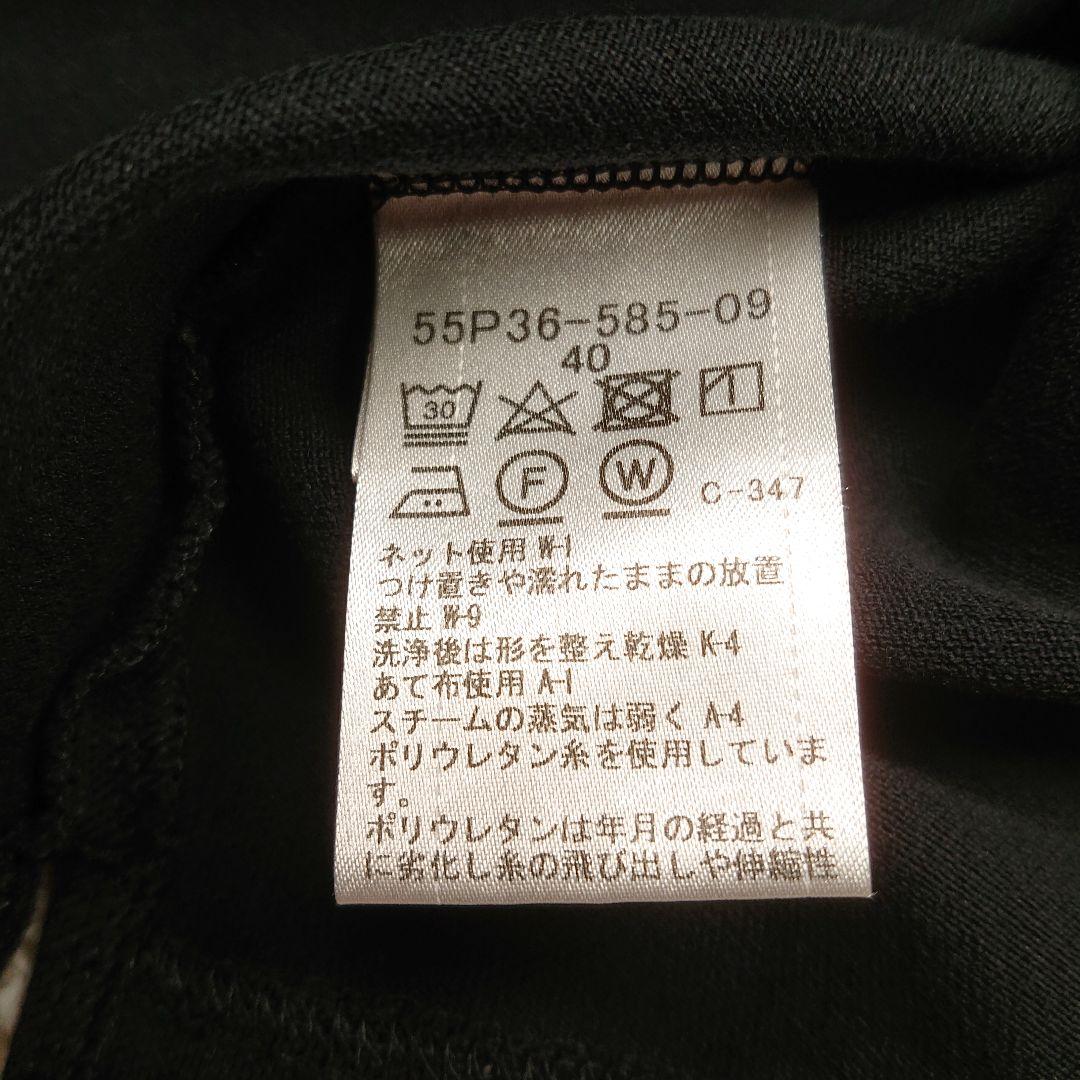 55P36-585-09
40
30
F W C-347
ネット使用 W-1
つけ置きや濡れたままの放置
禁止 W-9
洗浄後は形を整え乾燥 K-4
あて布使用 A-1
スチームの蒸気は弱く A-4
ポリウレタン糸を使用していま
す。
ポリウレタンは年月の経過と共
に劣化し糸の飛び出しや伸縮性